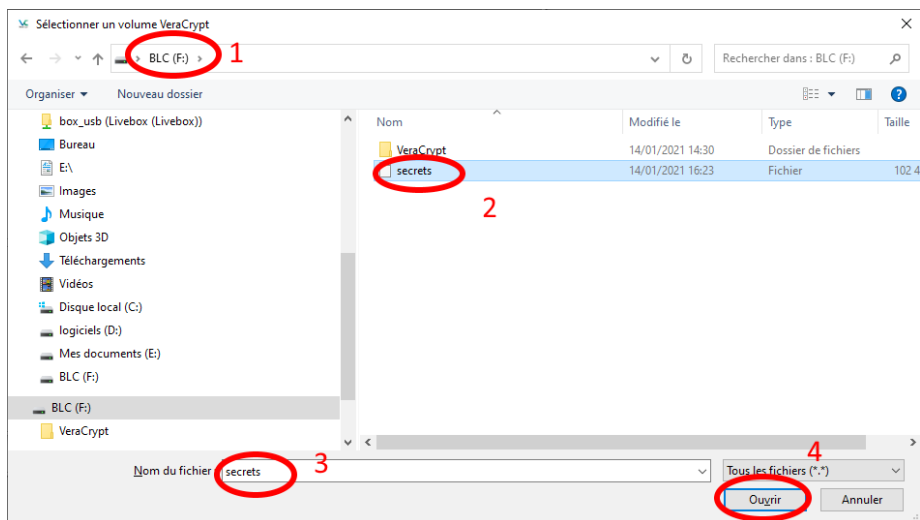 Sélectionner un volume VeraCrypt
BLC (F:)
1
Rechercher dans : BLC (F:)
Organiser
Nouveau dossier
box_usb (Livebox (Livebox))
Bureau
E:\
Images
Musique
Objets 3D
Téléchargements
Vidéos
Disque local (C:)
logiciels (D:)
Mes documents (E:)
BLC (F:)
BLC (F:)
VeraCrypt
Nom Modifié le Type Taille
VeraCrypt 14/01/2021 14:30 Dossier de fichiers
secrets 14/01/2021 16:23 Fichier 102 4
2
Nom du fichier secrets
3
4
Tous les fichiers (*.*)
Ouvrir Annuler